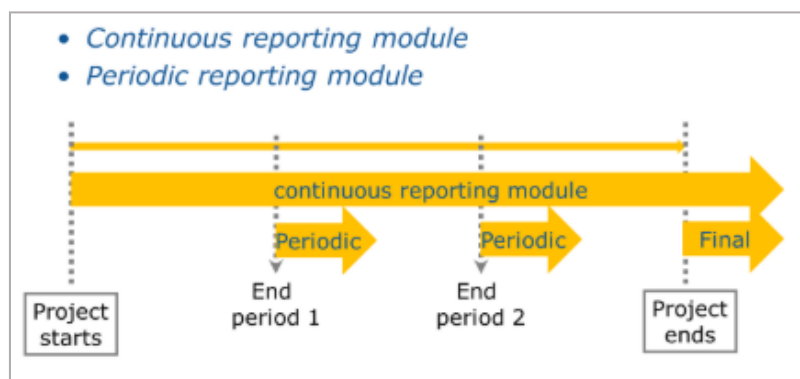 • Continuous reporting module
• Periodic reporting module
continuous reporting module
Periodic
Periodic
Final
End
period 1
End
period 2
Project
starts
Project
ends